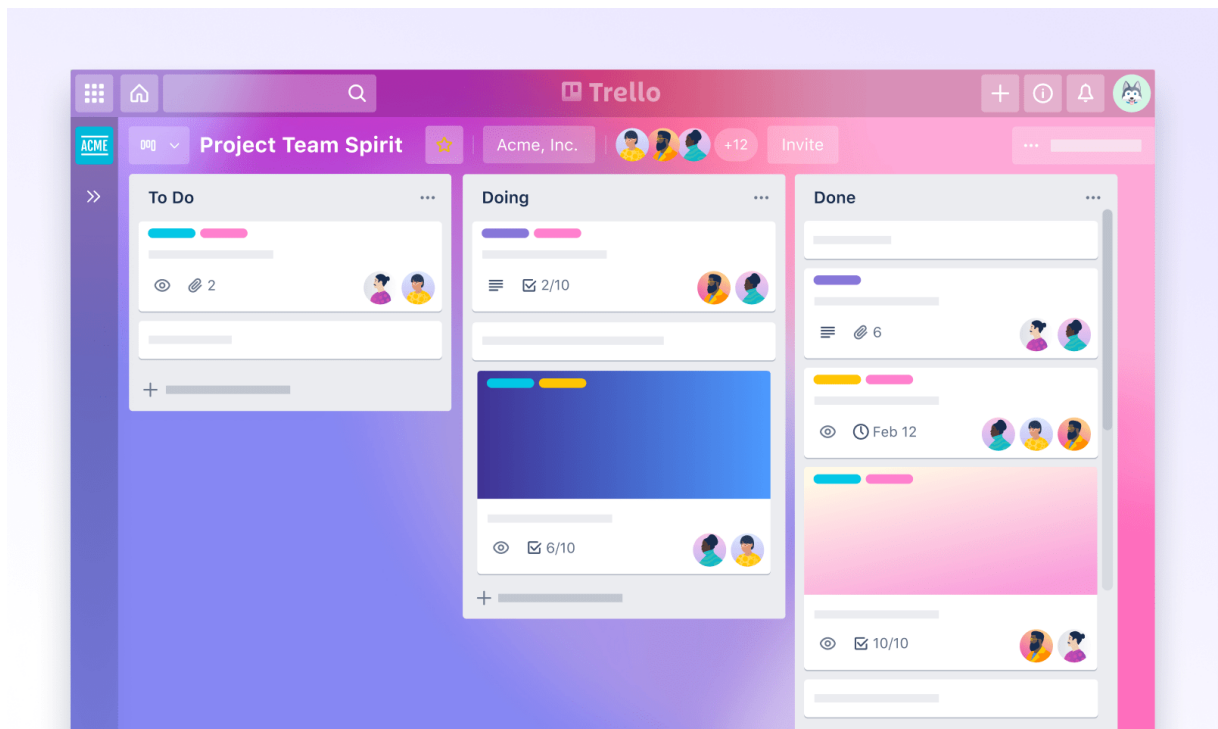 Trello
ACME
Project Team Spirit
Acme, Inc.
+12
Invite
To Do
2
Doing
2/10
6/10
Done
6
Feb 12
10/10